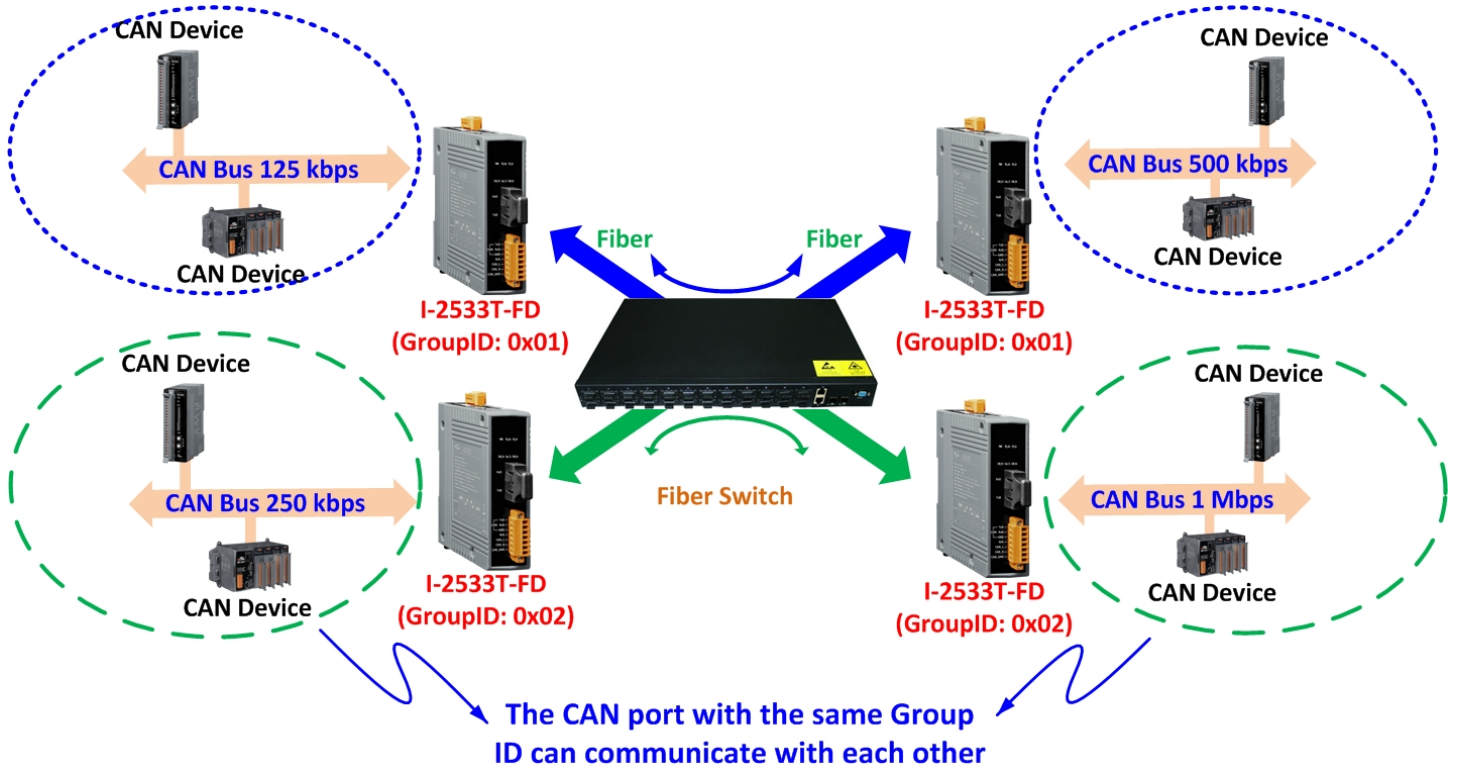 CAN Device
CAN Bus 125 kbps
CAN Device
I-2533T-FD
(GroupID: 0x01)
Fiber
Fiber
CAN Device
CAN Bus 500 kbps
CAN Device
I-2533T-FD
(GroupID: 0x01)
CAN Device
CAN Bus 250 kbps
CAN Device
I-2533T-FD
(GroupID: 0x02)
Fiber Switch
CAN Device
CAN Bus 1 Mbps
CAN Device
I-2533T-FD
(GroupID: 0x02)
The CAN port with the same Group
ID can communicate with each other